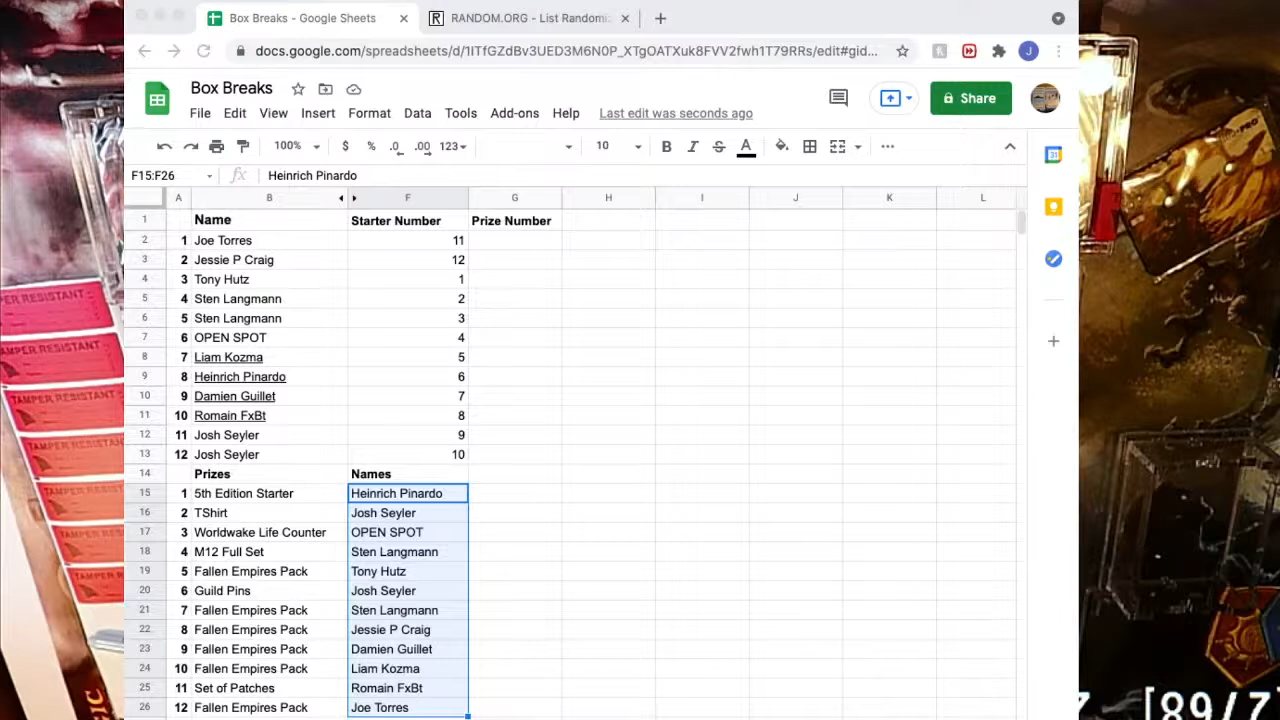 Box Breaks - Google Sheets
RANDOM.ORG - List Randomi
docs.google.com/spreadsheets/d/1ITfGZdBv3UED3M6N0P_XTgOATXuk8FVV2fwh1T79RRs/edit#gid...
J
Box Breaks
File Edit View Insert Format Data Tools Add-ons Help Last edit was seconds ago
Share
100% $ % .0 .00 123 10 B I S A
F15:F26 fx Heinrich Pinardo
A B F G H I J K L
1 Name Starter Number Prize Number
2 1 Joe Torres 11
3 2 Jessie P Craig 12
4 3 Tony Hutz 1
5 4 Sten Langmann 2
6 5 Sten Langmann 3
7 6 OPEN SPOT 4
8 7 Liam Kozma 5
9 8 Heinrich Pinardo 6
10 9 Damien Guillet 7
11 10 Romain FxBt 8
12 11 Josh Seyler 9
13 12 Josh Seyler 10
14 Prizes Names
15 1 5th Edition Starter Heinrich Pinardo
16 2 TShirt Josh Seyler
17 3 Worldwake Life Counter OPEN SPOT
18 4 M12 Full Set Sten Langmann
19 5 Fallen Empires Pack Tony Hutz
20 6 Guild Pins Josh Seyler
21 7 Fallen Empires Pack Sten Langmann
22 8 Fallen Empires Pack Jessie P Craig
23 9 Fallen Empires Pack Damien Guillet
24 10 Fallen Empires Pack Liam Kozma
25 11 Set of Patches Romain FxBt
26 12 Fallen Empires Pack Joe Torres
31
PER RESISTANT
TAMPER RESISTANT
TAMPER RESISTAN